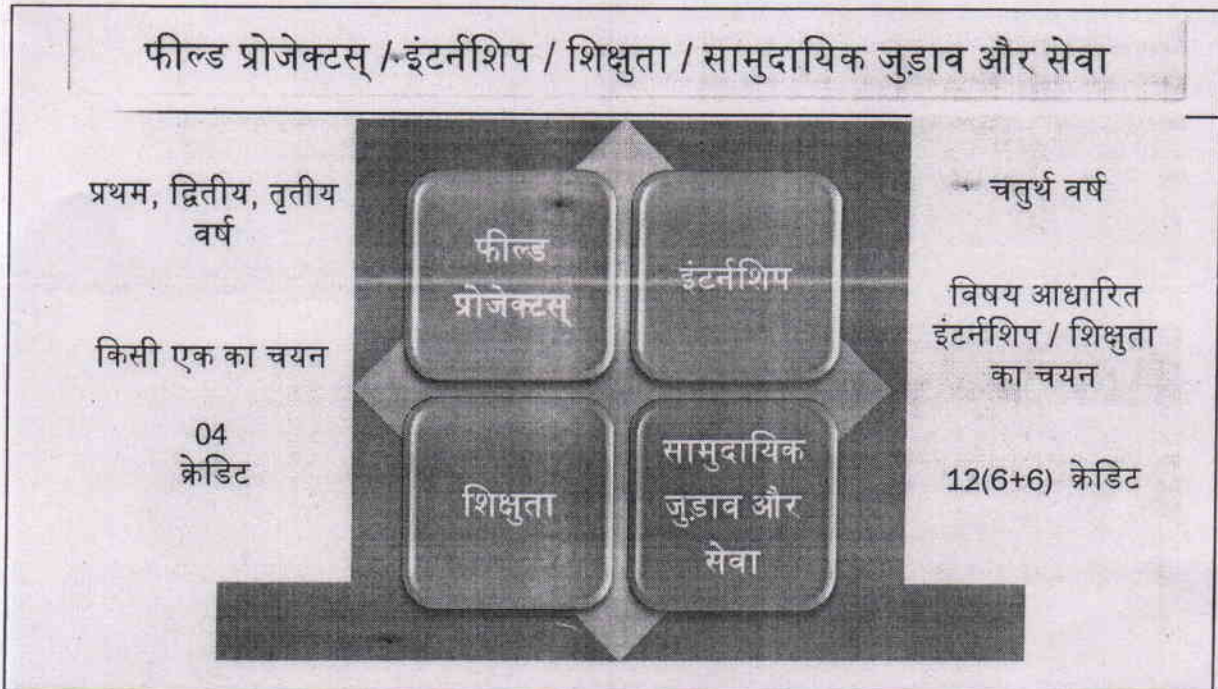 फील्ड प्रोजेक्टस् / इंटर्नशिप / शिक्षुता / सामुदायिक जुड़ाव और सेवा
प्रथम, द्वितीय, तृतीय
वर्ष
किसी एक का चयन
04
क्रेडिट
फील्ड
प्रोजेक्टस्
इंटर्नशिप
शिक्षुता
सामुदायिक
जुड़ाव और
सेवा
चतुर्थ वर्ष
विषय आधारित
इंटर्नशिप / शिक्षुता
का चयन
12(6+6) क्रेडिट